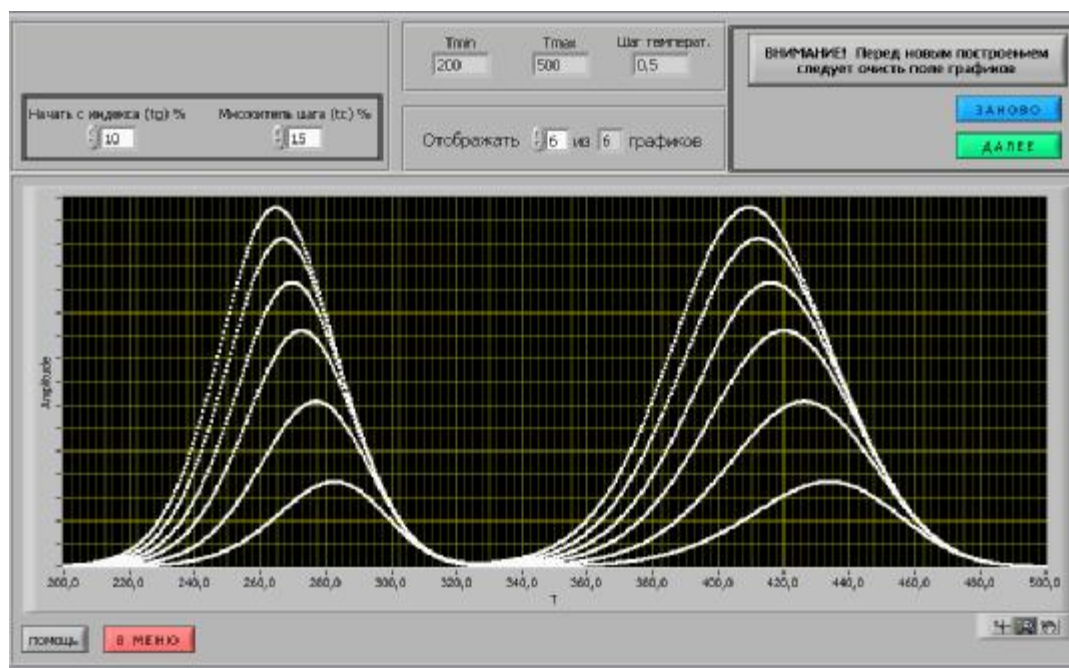 Tmin Tmax Шаг температ.
200 500 0,5
ВНИМАНИЕ! Перед новым построением
следует очисть поле графиков
Начать с индекса (tg) % Множитель шага (tc) %
10 15
Отображать 6 из 6 графиков
ЗАНОВО
ДАЛЕЕ
Amplitude
200,0 220,0 240,0 260,0 280,0 300,0 320,0 340,0 360,0 380,0 400,0 420,0 440,0 460,0 480,0 500,0
T
ПОМОЩЬ В МЕНЮ